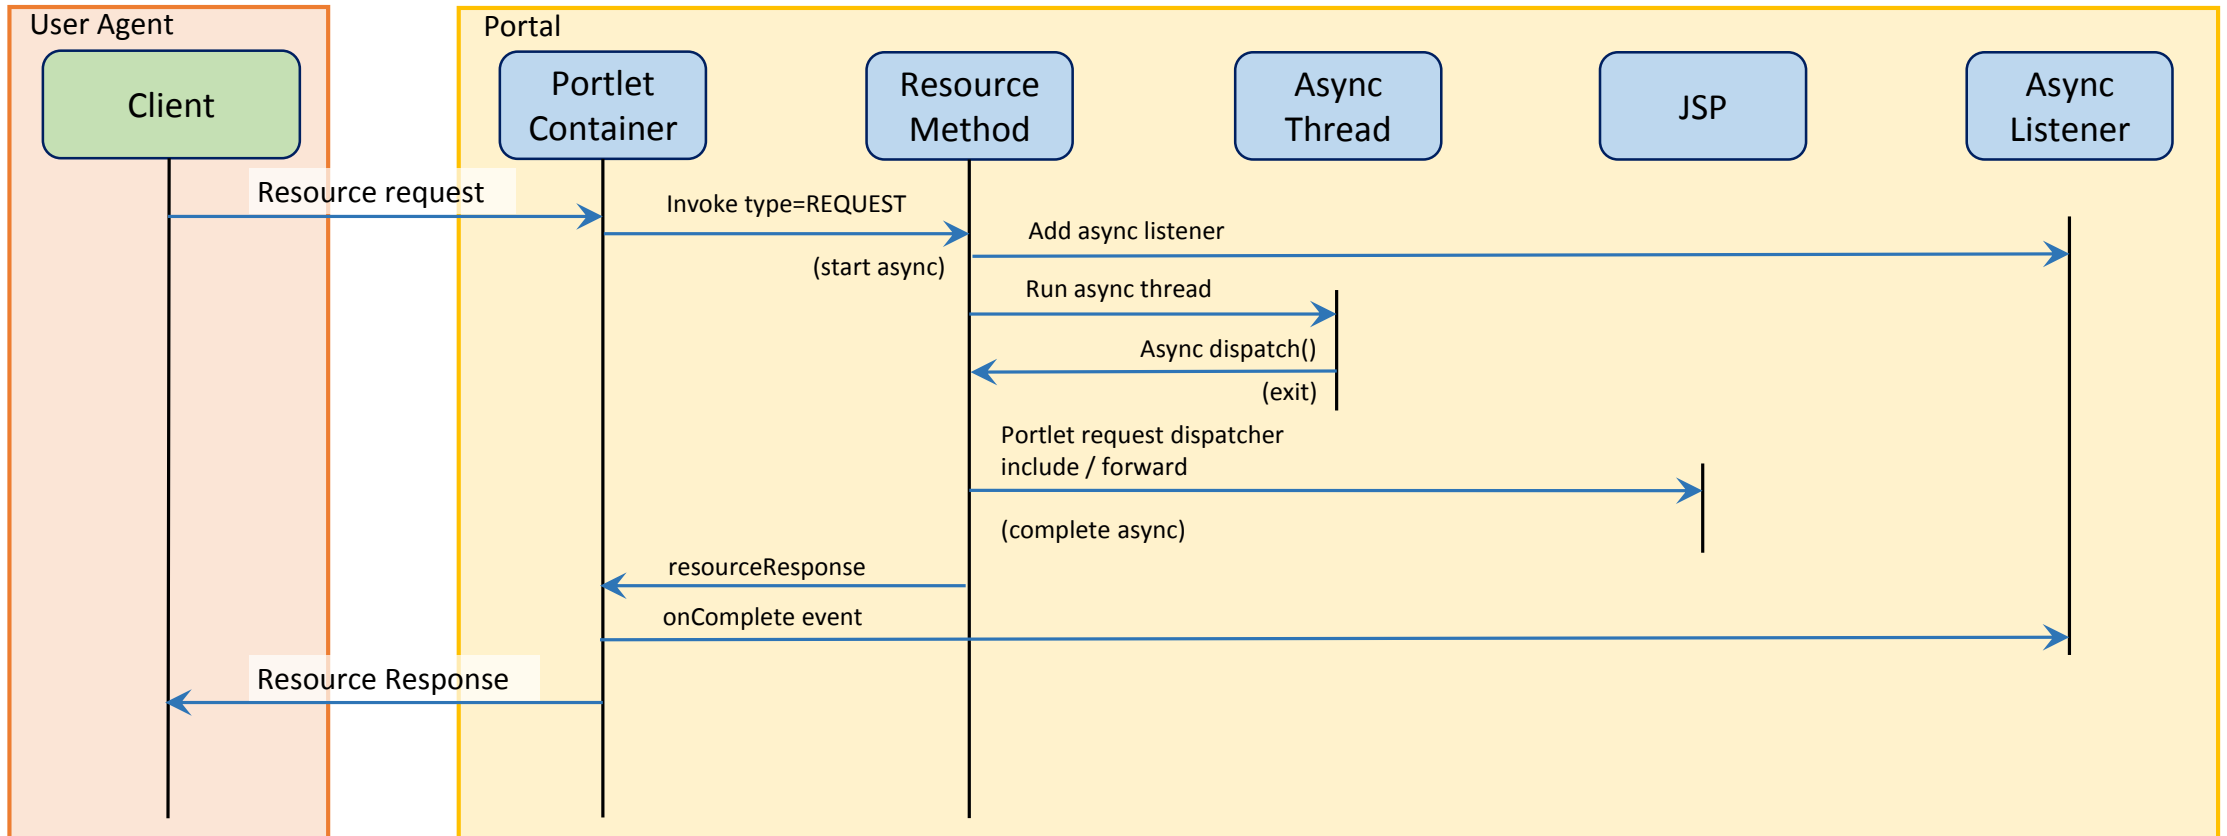 User Agent
Portal
Client
Portlet
Container
Resource
Method
Async
Thread
JSP
Async
Listener
Resource request
Invoke type=REQUEST
Add async listener
(start async)
Run async thread
Async dispatch()
(exit)
Portlet request dispatcher
include / forward
(complete async)
resourceResponse
onComplete event
Resource Response